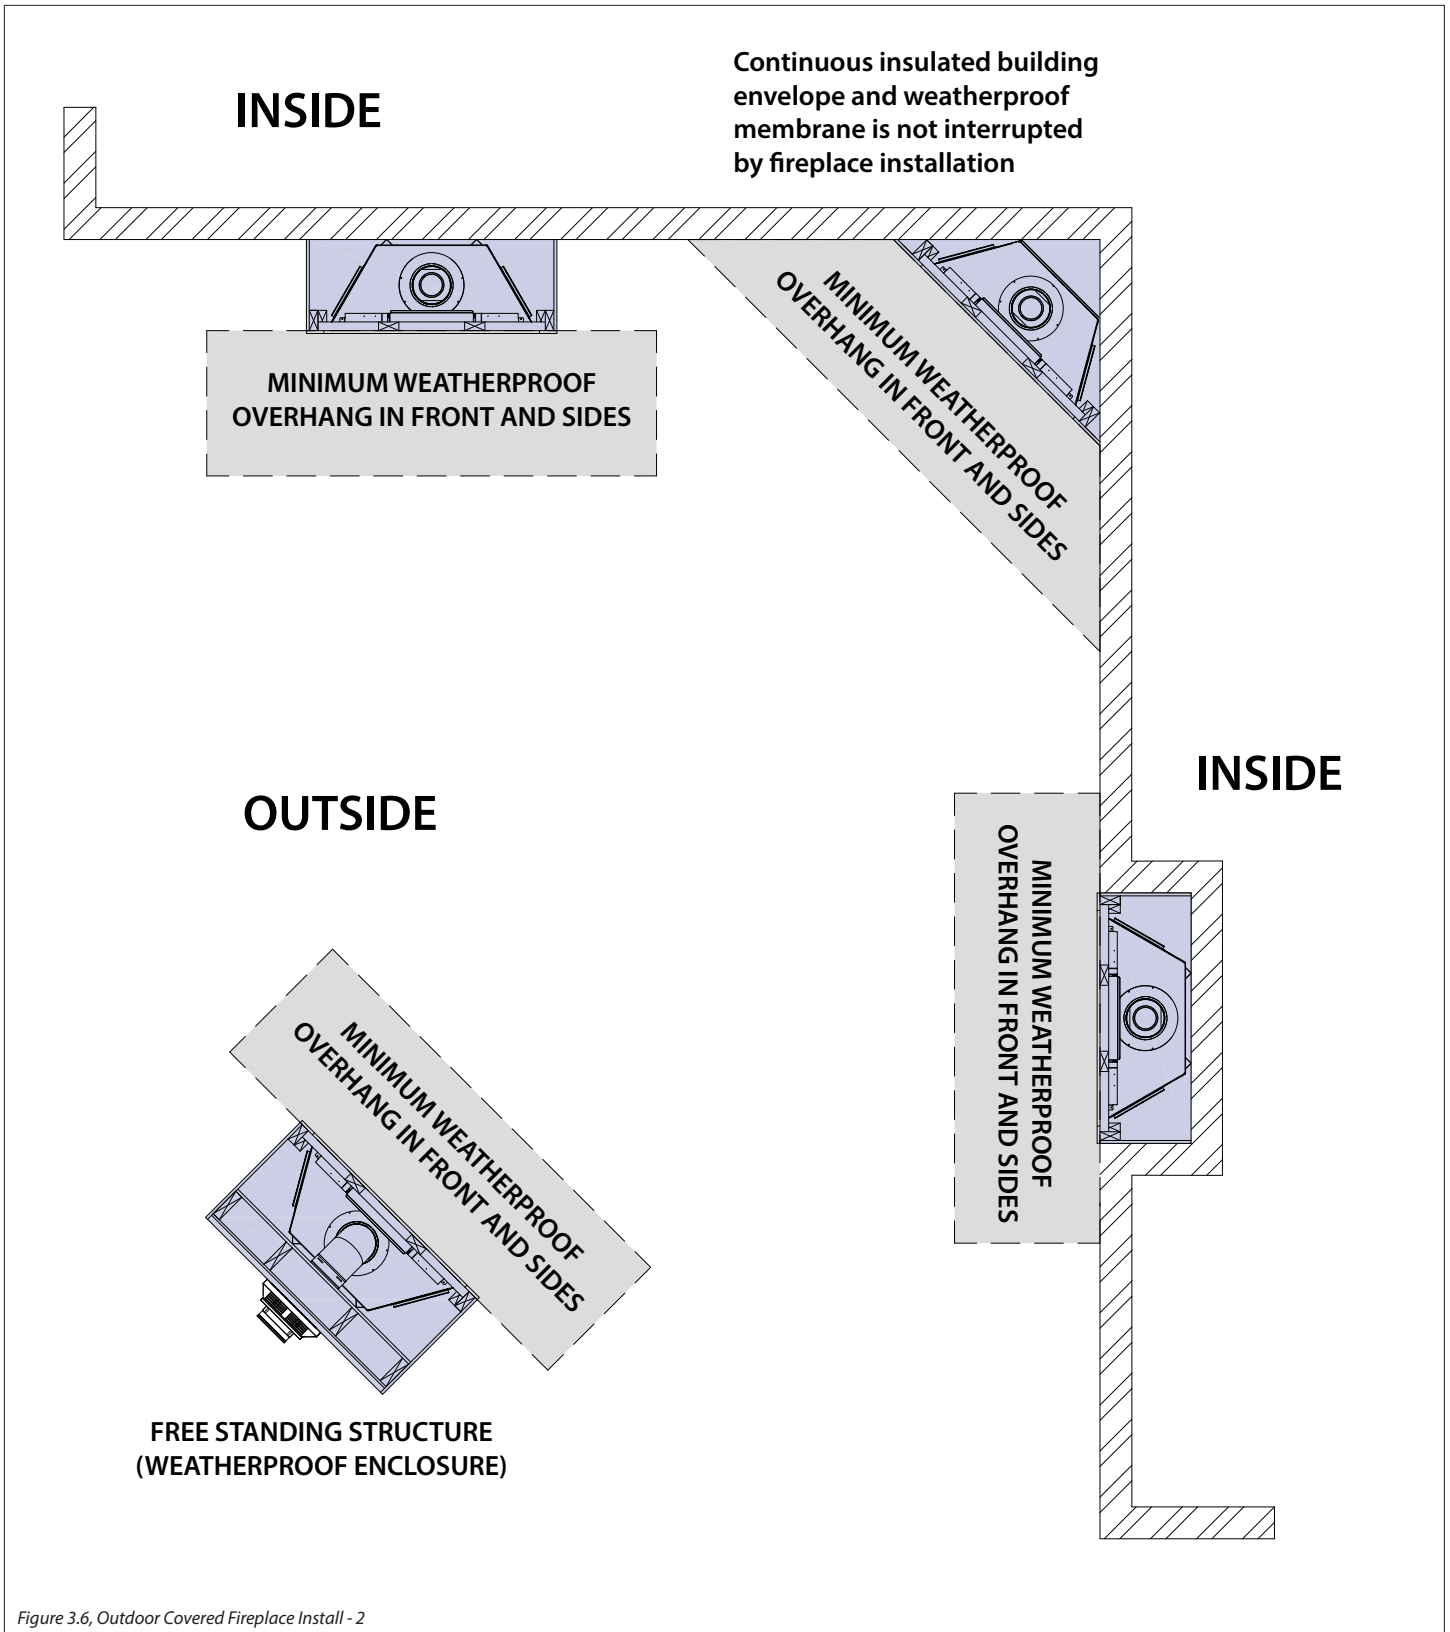 INSIDE
Continuous insulated building
envelope and weatherproof
membrane is not interrupted
by fireplace installation
MINIMUM WEATHERPROOF
OVERHANG IN FRONT AND SIDES
MINIMUM WEATHERPROOF
OVERHANG IN FRONT AND SIDES
INSIDE
OUTSIDE
MINIMUM WEATHERPROOF
OVERHANG IN FRONT AND SIDES
MINIMUM WEATHERPROOF
OVERHANG IN FRONT AND SIDES
FREE STANDING STRUCTURE
(WEATHERPROOF ENCLOSURE)
Figure 3.6, Outdoor Covered Fireplace Install - 2